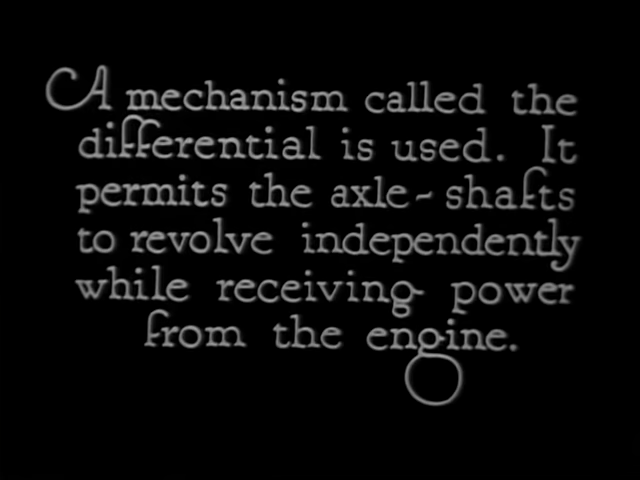 A mechanism called the
differential is used. It
permits the axle-shafts
to revolve independently
while receiving power
from the engine.